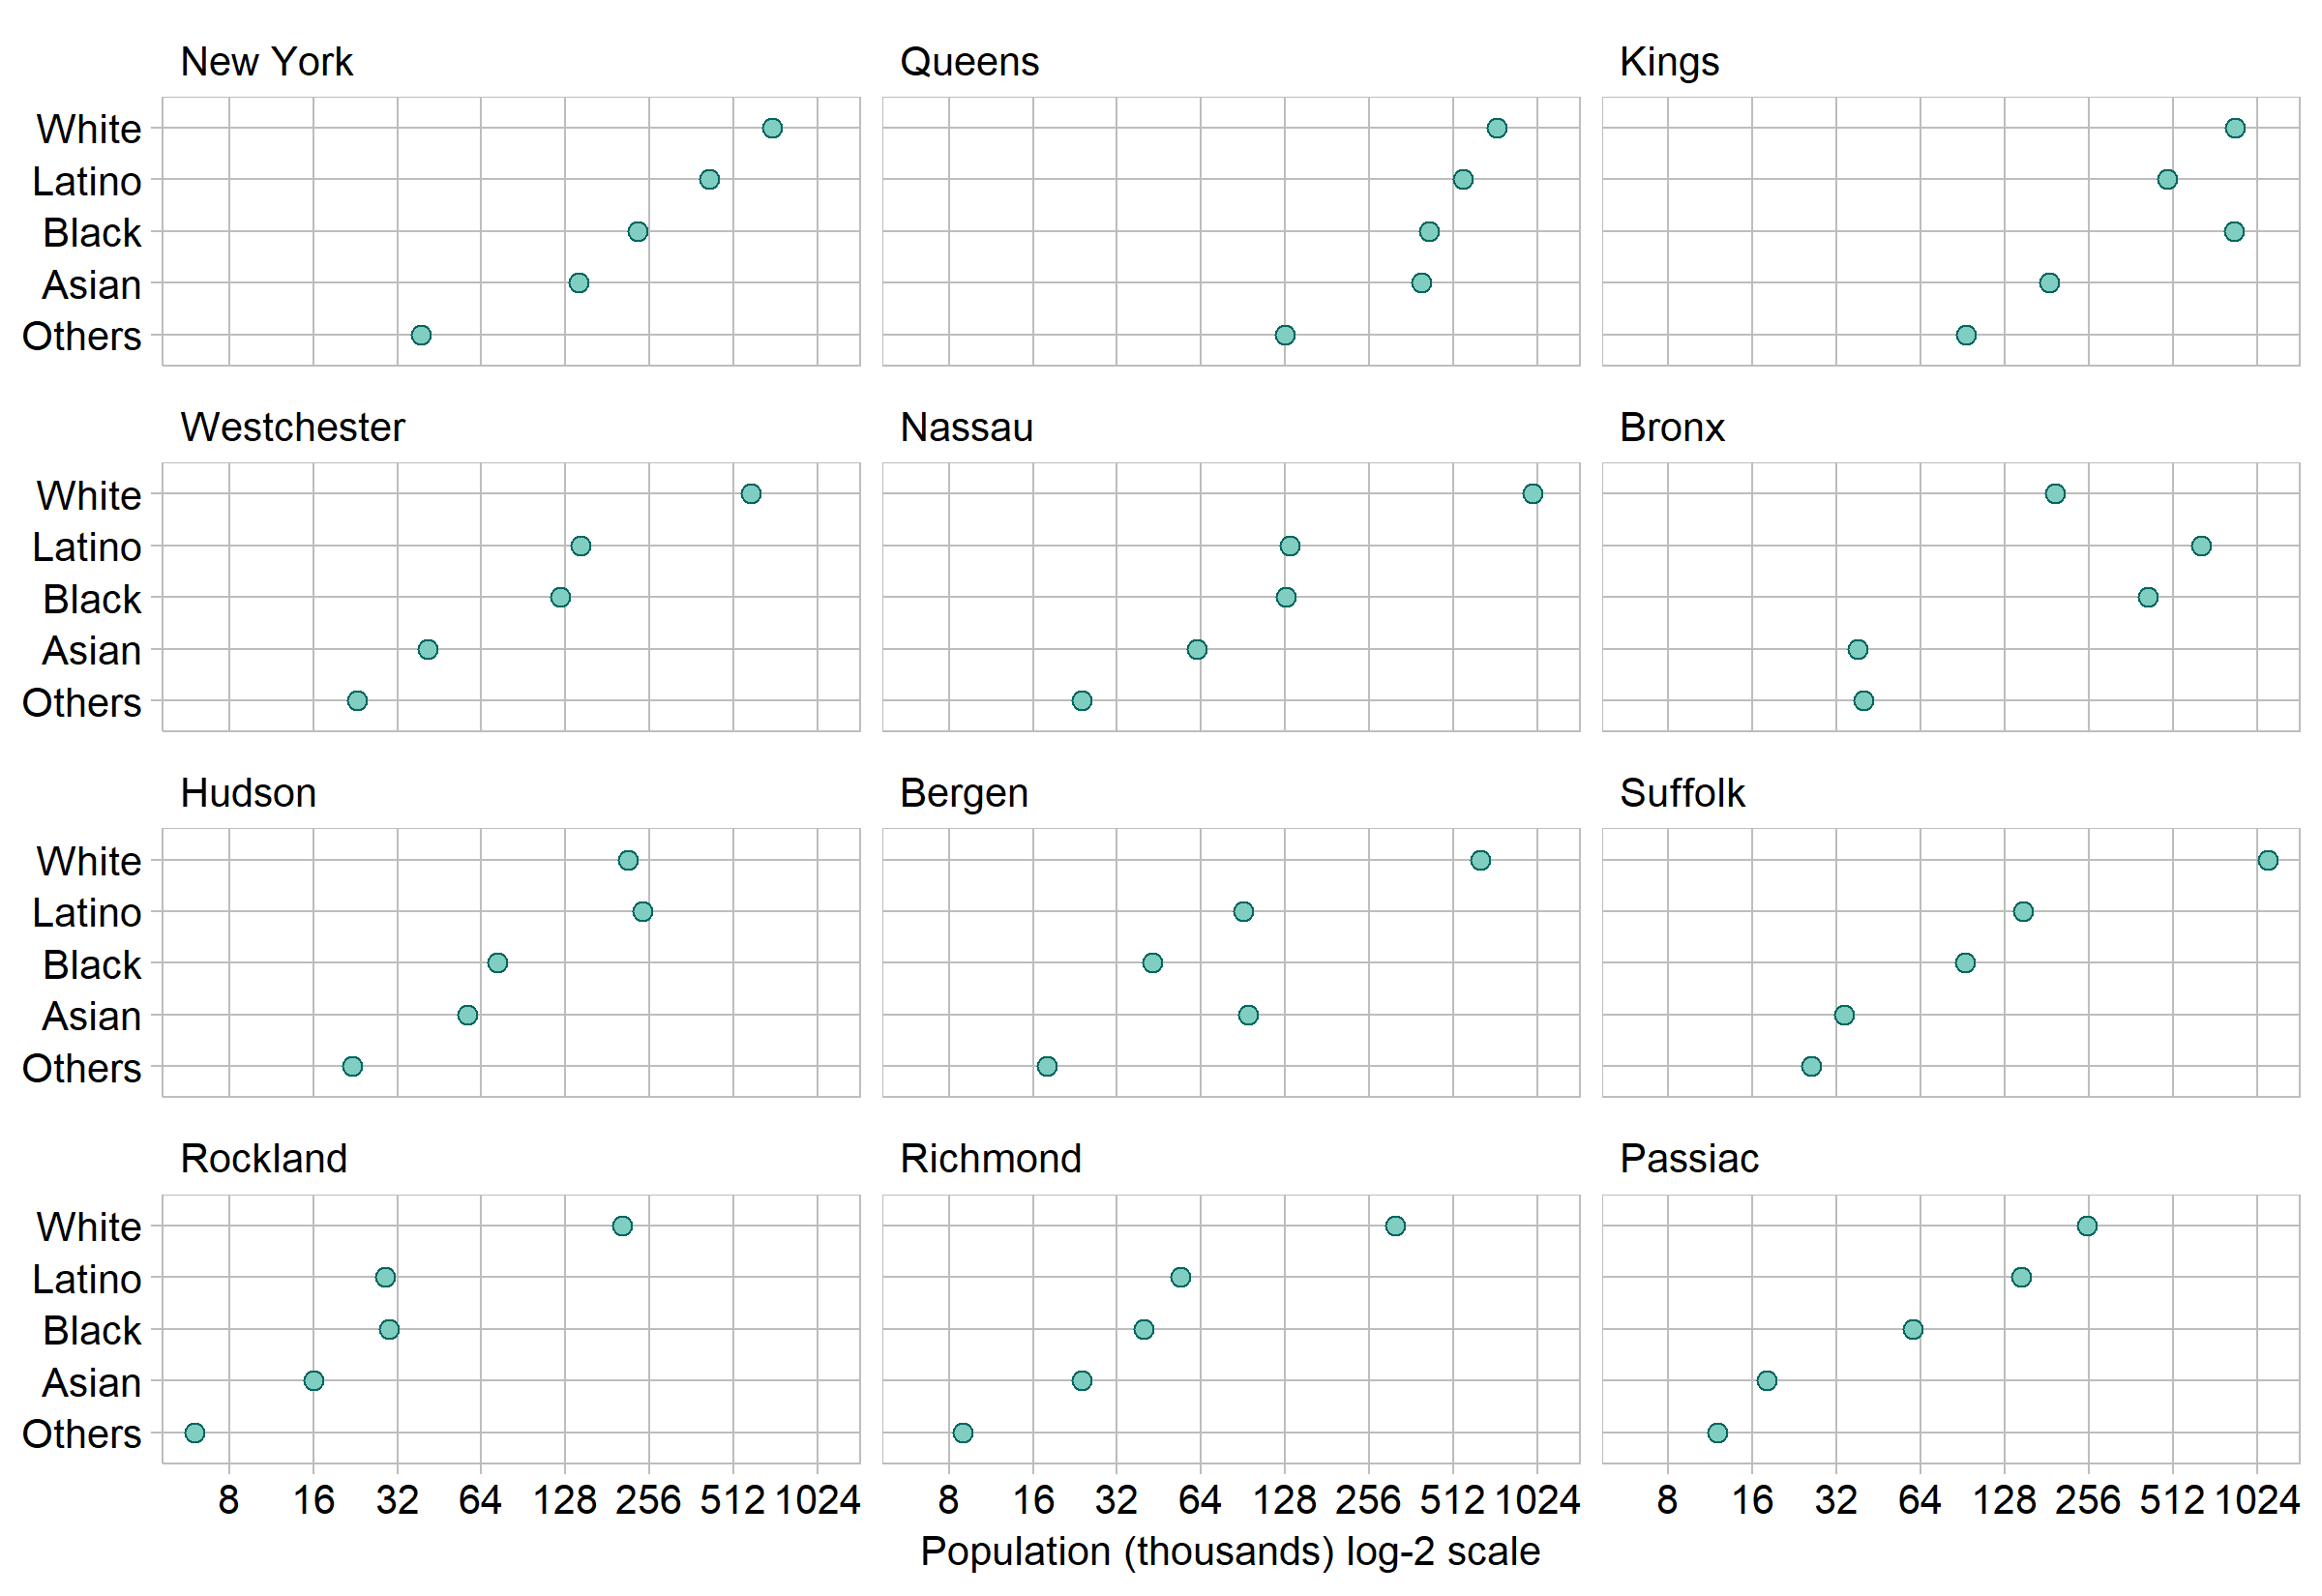 New York Queens Kings
White
Latino
Black
Asian
Others
Westchester Nassau Bronx
White
Latino
Black
Asian
Others
Hudson Bergen Suffolk
White
Latino
Black
Asian
Others
Rockland Richmond Passiac
White
Latino
Black
Asian
Others
8 16 32 64 128 256 512 1024 8 16 32 64 128 256 512 1024 8 16 32 64 128 256 512 1024
Population (thousands) log-2 scale